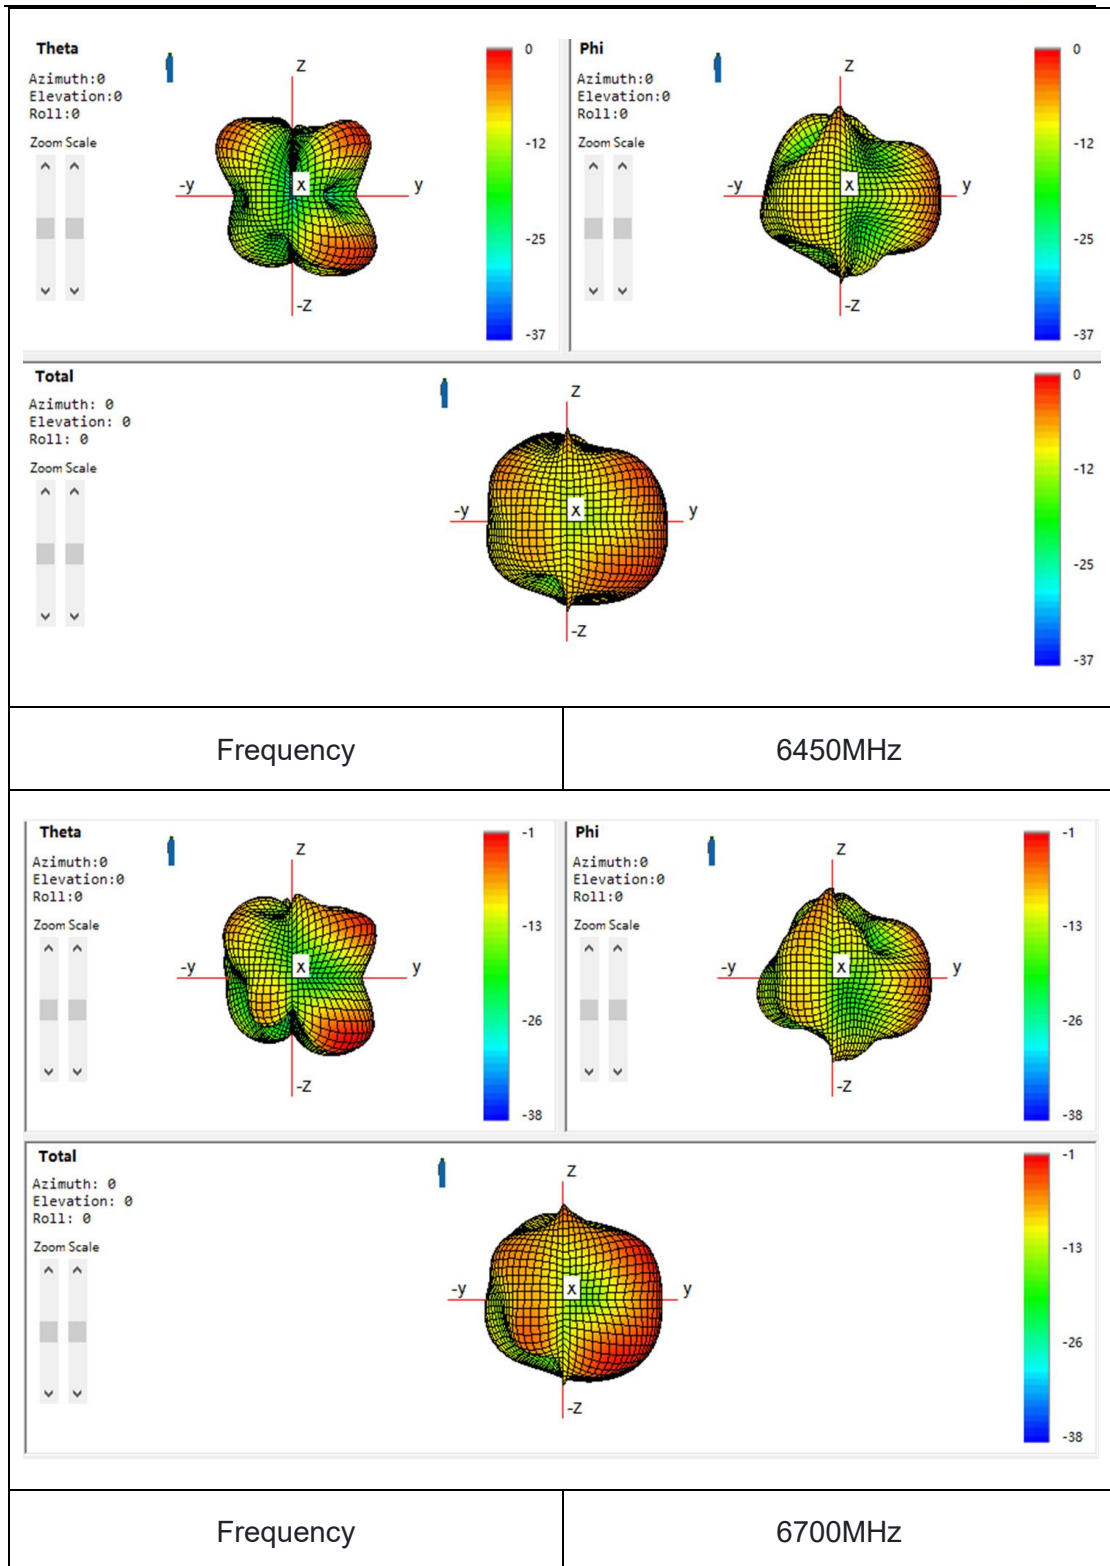 Theta
Azimuth:0
Elevation:0
Roll:0
Zoom Scale
Z
-y
X
y
-Z
0
-12
-25
-37
Phi
Azimuth:0
Elevation:0
Roll:0
Zoom Scale
Z
-y
X
y
-Z
0
-12
-25
-37
Total
Azimuth: 0
Elevation: 0
Roll: 0
Zoom Scale
Z
-y
X
y
-Z
0
-12
-25
-37
Frequency 6450MHz
Theta
Azimuth:0
Elevation:0
Roll:0
Zoom Scale
Z
-y
X
y
-Z
-1
-13
-26
-38
Phi
Azimuth:0
Elevation:0
Roll:0
Zoom Scale
Z
-y
X
y
-Z
-1
-13
-26
-38
Total
Azimuth: 0
Elevation: 0
Roll: 0
Zoom Scale
Z
-y
X
y
-Z
-1
-13
-26
-38
Frequency 6700MHz